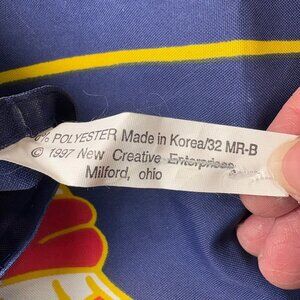 % POLYESTER Made in Korea/32 MR-B
© 1997 New Creative Enterprises
Milford, ohio